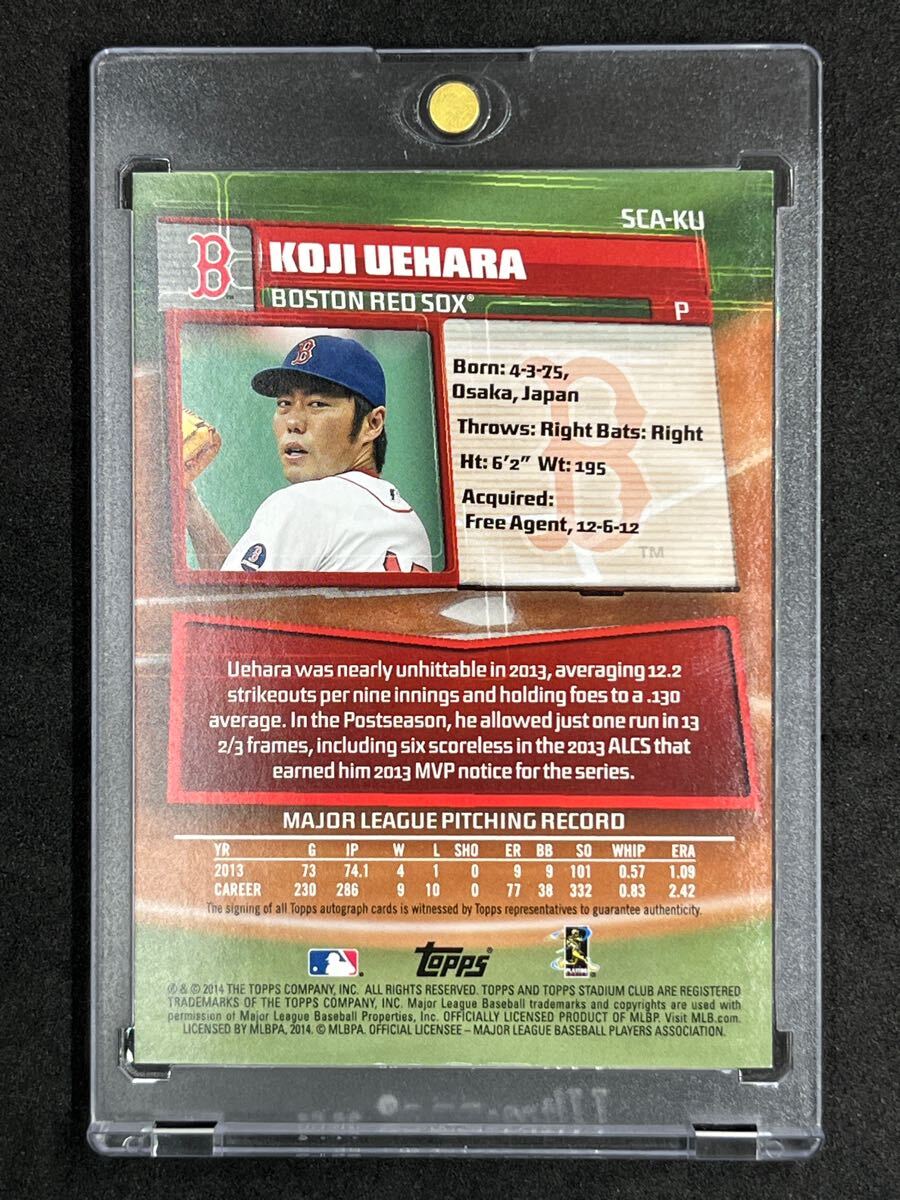 SCA-KU
B
KOJI UEHARA
BOSTON RED SOX®
P
Born: 4-3-75,
Osaka, Japan
Throws: Right Bats: Right
Ht: 6'2" Wt: 195
Acquired:
Free Agent, 12-6-12
TM
Uehara was nearly unhittable in 2013, averaging 12.2
strikeouts per nine innings and holding foes to a .130
average. In the Postseason, he allowed just one run in 13
2/3 frames, including six scoreless in the 2013 ALCS that
earned him 2013 MVP notice for the series.
MAJOR LEAGUE PITCHING RECORD
YR G IP W L SHO ER BB SO WHIP ERA
2013 73 74.1 4 1 0 9 9 101 0.57 1.09
CAREER 230 286 9 10 0 77 38 332 0.83 2.42
The signing of all Topps autograph cards is witnessed by Topps representatives to guarantee authenticity.
Topps®
® & © 2014 THE TOPPS COMPANY, INC. ALL RIGHTS RESERVED. TOPPS AND TOPPS STADIUM CLUB ARE REGISTERED
TRADEMARKS OF THE TOPPS COMPANY, INC. Major League Baseball trademarks and copyrights are used with
permission of Major League Baseball Properties, Inc. OFFICIALLY LICENSED PRODUCT OF MLBP. Visit MLB.com.
LICENSED BY MLBPA, 2014. © MLBPA. OFFICIAL LICENSEE – MAJOR LEAGUE BASEBALL PLAYERS ASSOCIATION.